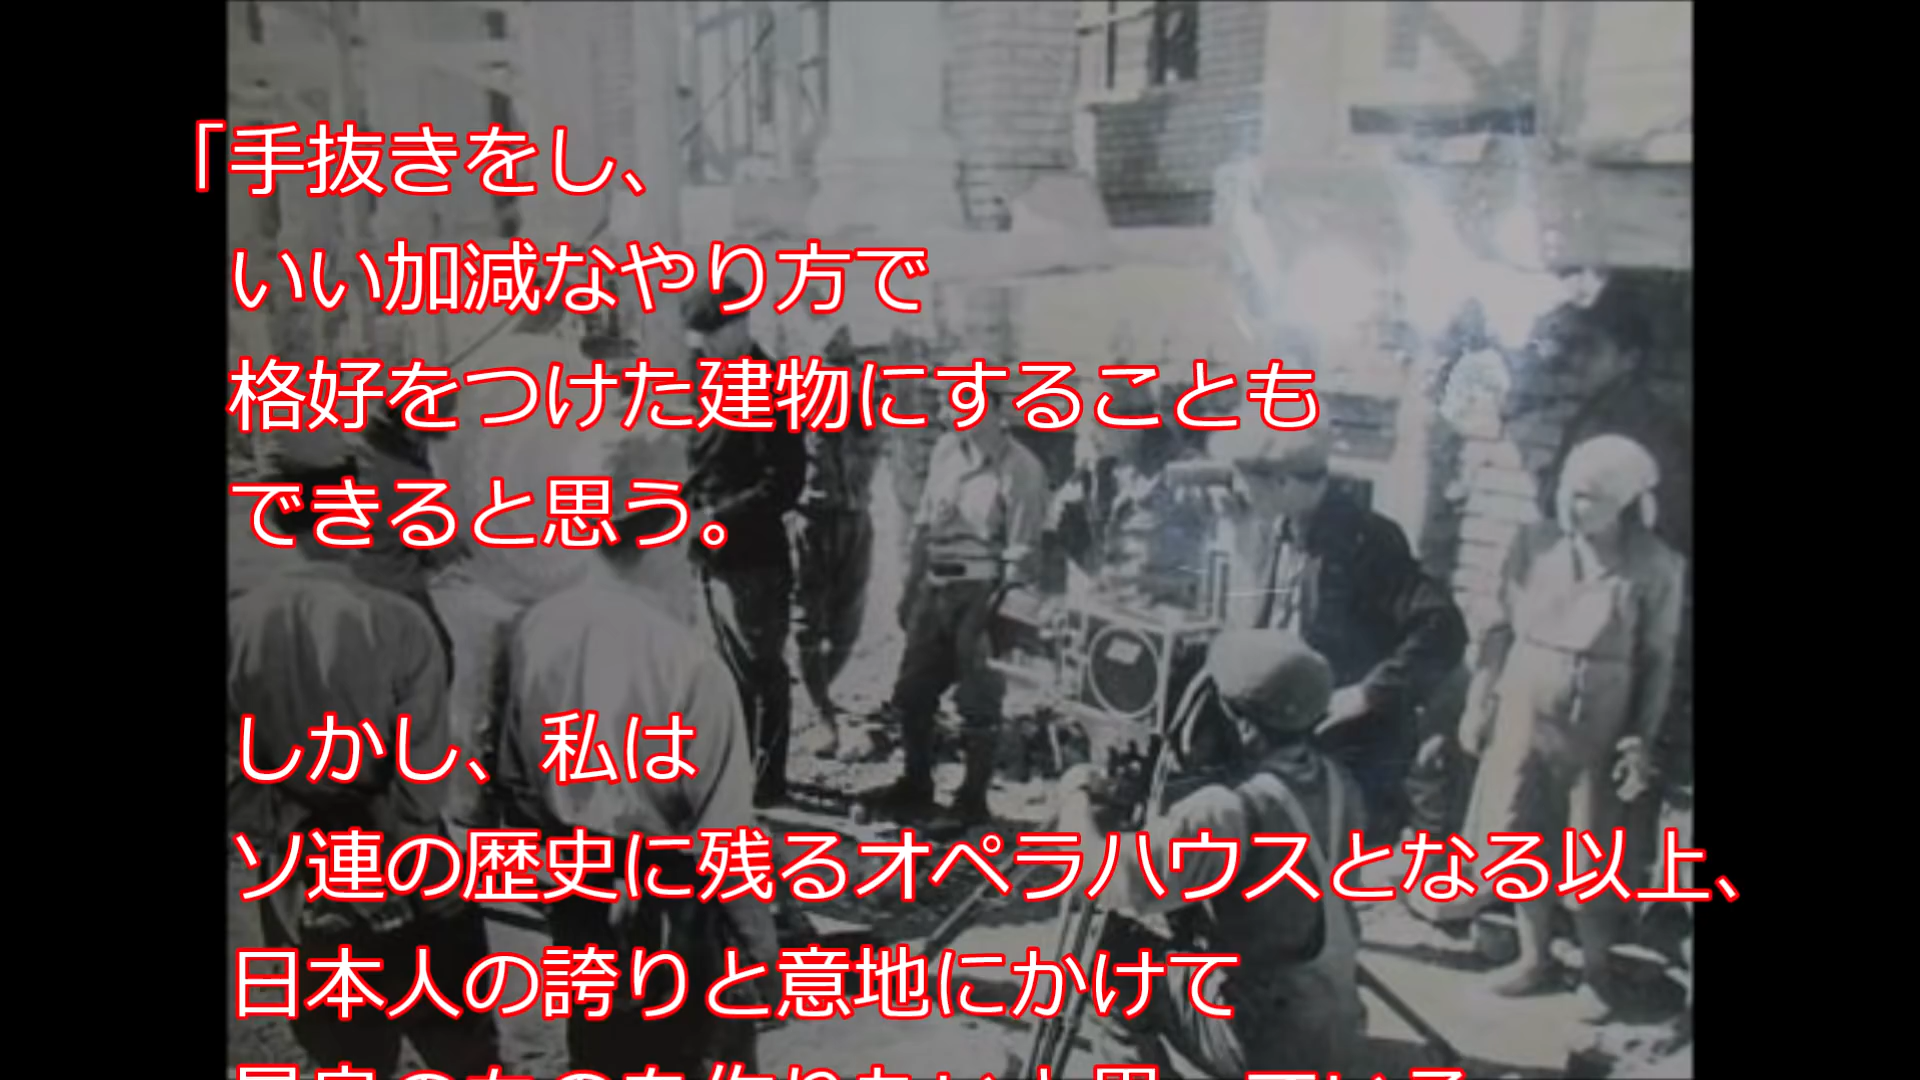 「手抜きをし、
いい加減なやり方で
格好をつけた建物にすることも
できると思う。
しかし、私は
ソ連の歴史に残るオペラハウスとなる以上、
日本人の誇りと意地にかけて